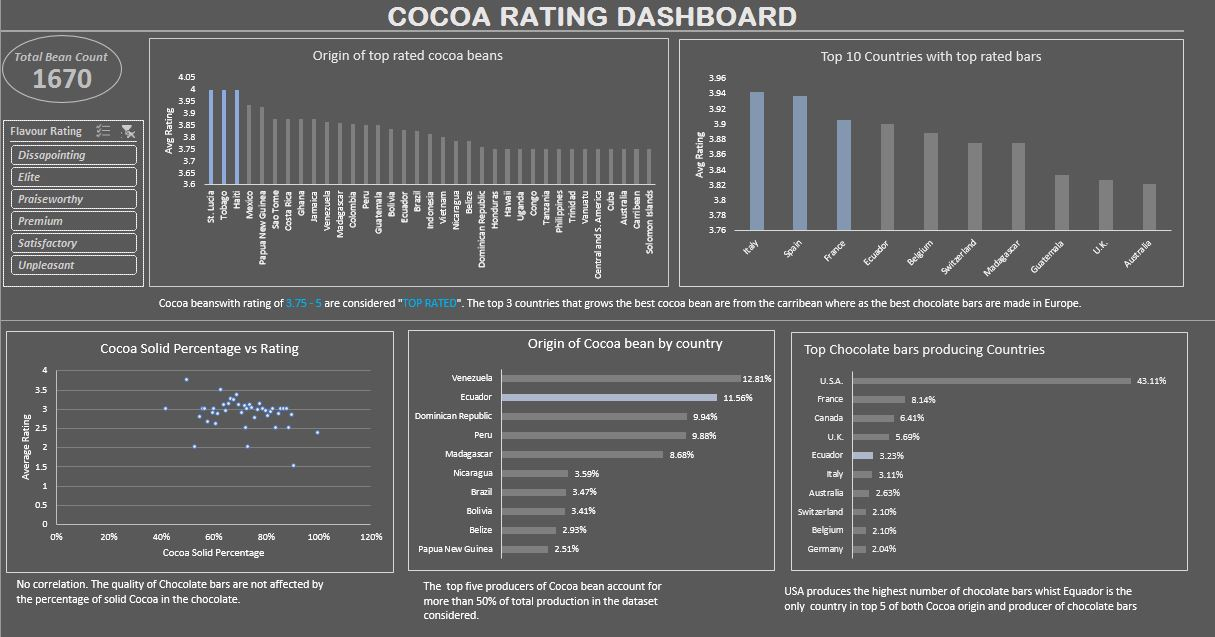 COCOA RATING DASHBOARD
Total Bean Count
1670
Flavour Rating
Dissapointing
Elite
Praiseworthy
Premium
Satisfactory
Unpleasant
Origin of top rated cocoa beans
Avg Rating
4.05
4
3.95
3.9
3.85
3.8
3.75
3.7
3.65
3.6
St. Lucia
Tobago
Haiti
Mexico
Papua New Guinea
Sao Tome
Costa Rica
Ghana
Jamaica
Venezuela
Madagascar
Colombia
Peru
Guatemala
Bolivia
Ecuador
Brazil
Indonesia
Vietnam
Nicaragua
Belize
Dominican Republic
Honduras
Hawaii
Uganda
Congo
Tanzania
Philippines
Trinidad
Vanuatu
Central and S. America
Cuba
Australia
Carribean
Solomon Islands
Top 10 Countries with top rated bars
Avg Rating
3.96
3.94
3.92
3.9
3.88
3.86
3.84
3.82
3.8
3.78
3.76
Italy
Spain
France
Ecuador
Belgium
Switzerland
Madagascar
Guatemala
U.K.
Australia
Cocoa beanswith rating of 3.75 - 5 are considered "TOP RATED". The top 3 countries that grows the best cocoa bean are from the carribean where as the best chocolate bars are made in Europe.
Cocoa Solid Percentage vs Rating
Average Rating
4
3.5
3
2.5
2
1.5
1
0.5
0
0%
20%
40%
60%
80%
100%
120%
Cocoa Solid Percentage
No correlation. The quality of Chocolate bars are not affected by
the percentage of solid Cocoa in the chocolate.
Origin of Cocoa bean by country
Venezuela 12.81%
Ecuador 11.56%
Dominican Republic 9.94%
Peru 9.88%
Madagascar 8.68%
Nicaragua 3.59%
Brazil 3.47%
Bolivia 3.41%
Belize 2.93%
Papua New Guinea 2.51%
The top five producers of Cocoa bean account for
more than 50% of total production in the dataset
considered.
Top Chocolate bars producing Countries
U.S.A. 43.11%
France 8.14%
Canada 6.41%
U.K. 5.69%
Ecuador 3.23%
Italy 3.11%
Australia 2.63%
Switzerland 2.10%
Belgium 2.10%
Germany 2.04%
USA produces the highest number of chocolate bars whist Equador is the
only country in top 5 of both Cocoa origin and producer of chocolate bars